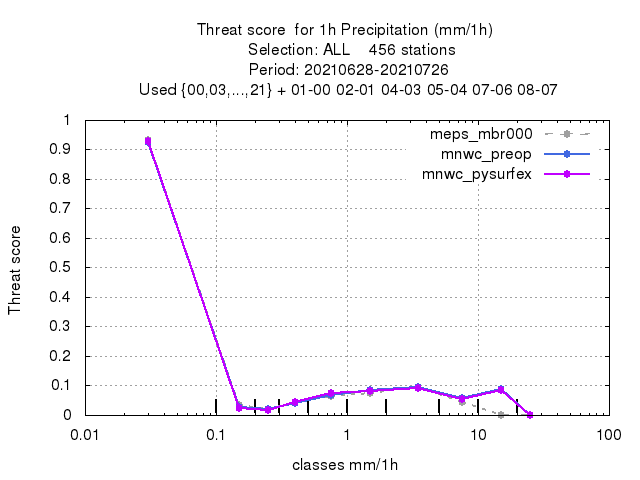 Threat score  for 1h Precipitation (mm/1h)
Selection: ALL    456 stations
Period: 20210628-20210726
Used {00,03,...,21} + 01-00 02-01 04-03 05-04 07-06 08-07
meps_mbr000
mnwc_preop
mnwc_pysurfex
1
0.9
0.8
0.7
0.6
0.5
0.4
0.3
0.2
0.1
0
Threat score
0.01
0.1
1
10
100
classes mm/1h